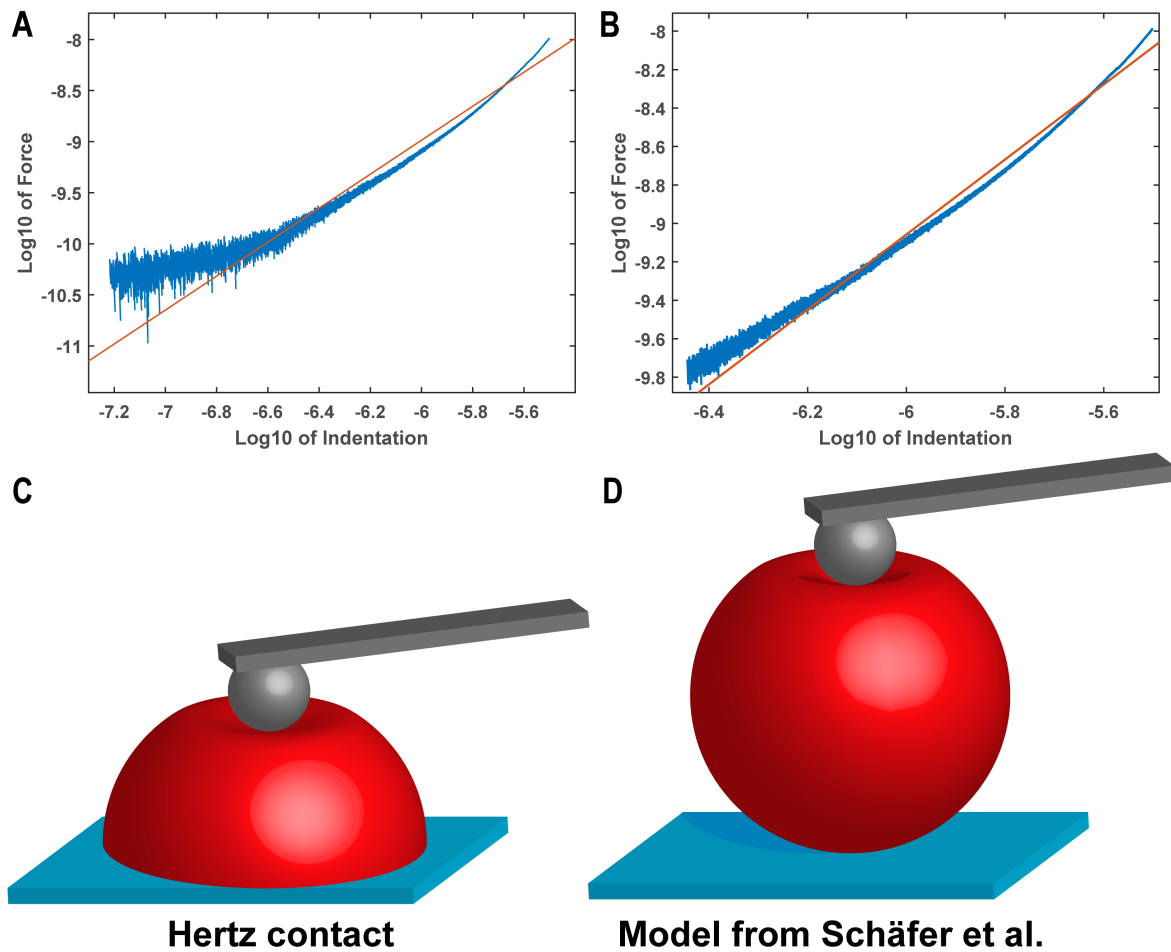 A
-8
-8.5
-9
-9.5
-10
-10.5
-11
Log10 of Force
-7.2 -7 -6.8 -6.6 -6.4 -6.2 -6 -5.8 -5.6
Log10 of Indentation
B
-8
-8.2
-8.4
-8.6
-8.8
-9
-9.2
-9.4
-9.6
-9.8
Log10 of Force
-6.4 -6.2 -6 -5.8 -5.6
Log10 of Indentation
C
Hertz contact
D
Model from Schäfer et al.